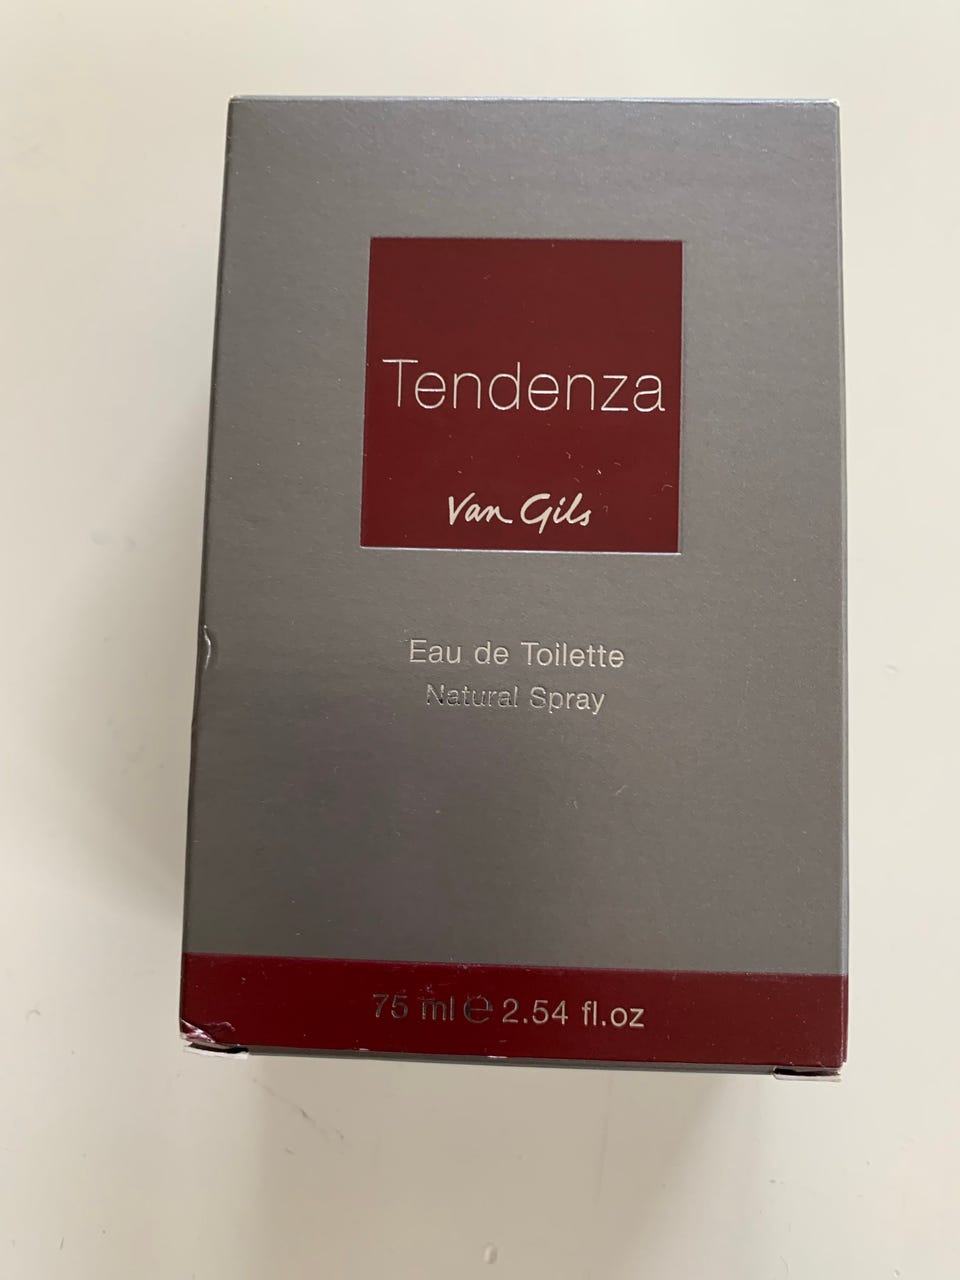 Tendenza
Van Gils
Eau de Toilette
Natural Spray
75 ml ℮ 2.54 fl.oz